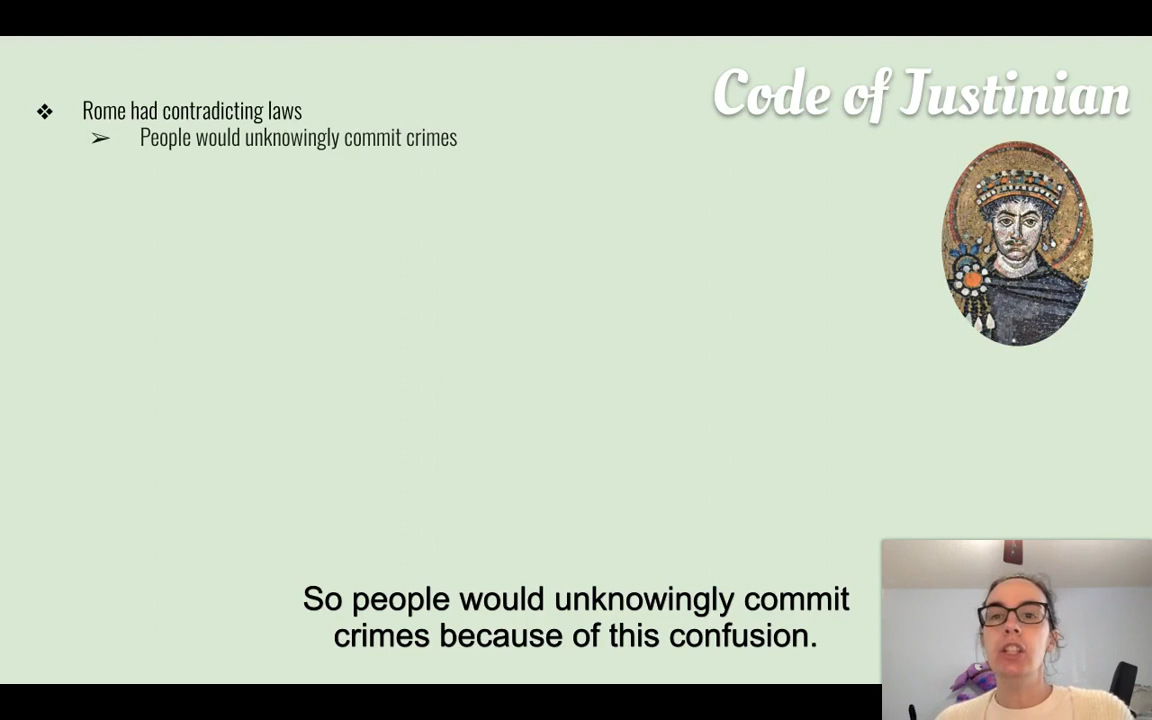 Code of Justinian
❖ Rome had contradicting laws
➢ People would unknowingly commit crimes
So people would unknowingly commit
crimes because of this confusion.